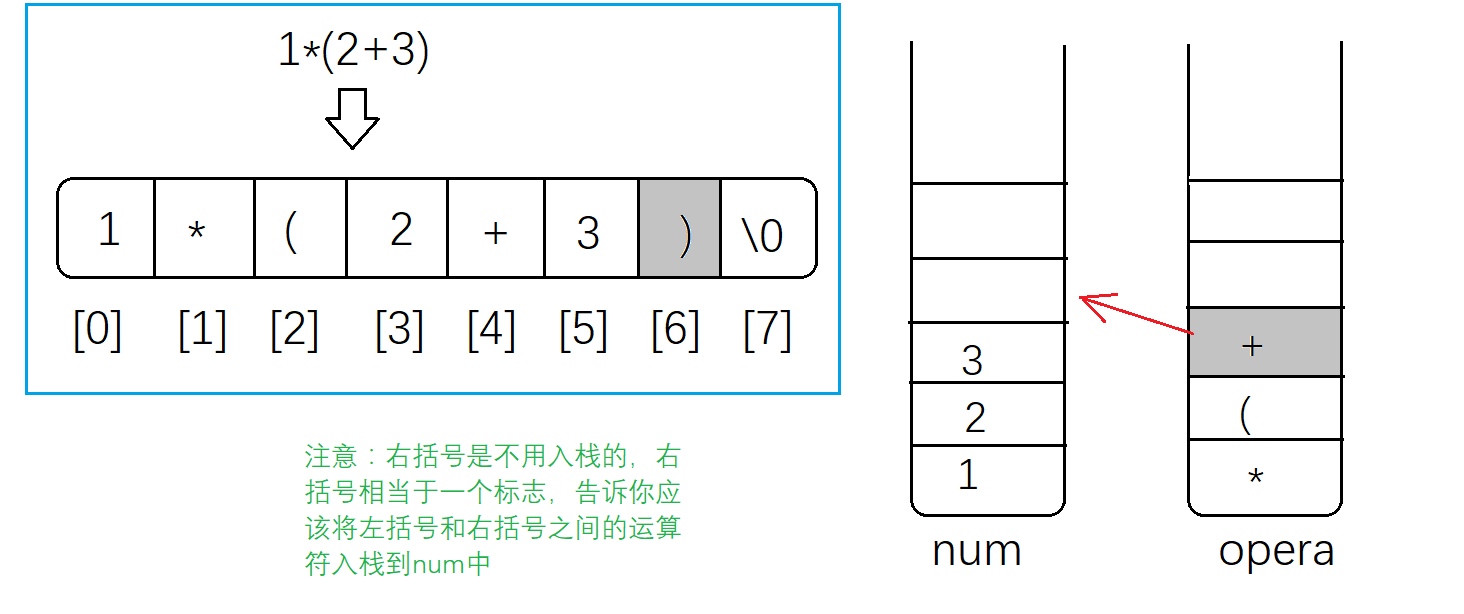 1*(2+3)
1 * ( 2 + 3 ) \0
[0] [1] [2] [3] [4] [5] [6] [7]
注意：右括号是不用入栈的，右
括号相当于一个标志，告诉你应
该将左括号和右括号之间的运算
符入栈到num中
3
2
1
num
+
(
*
opera